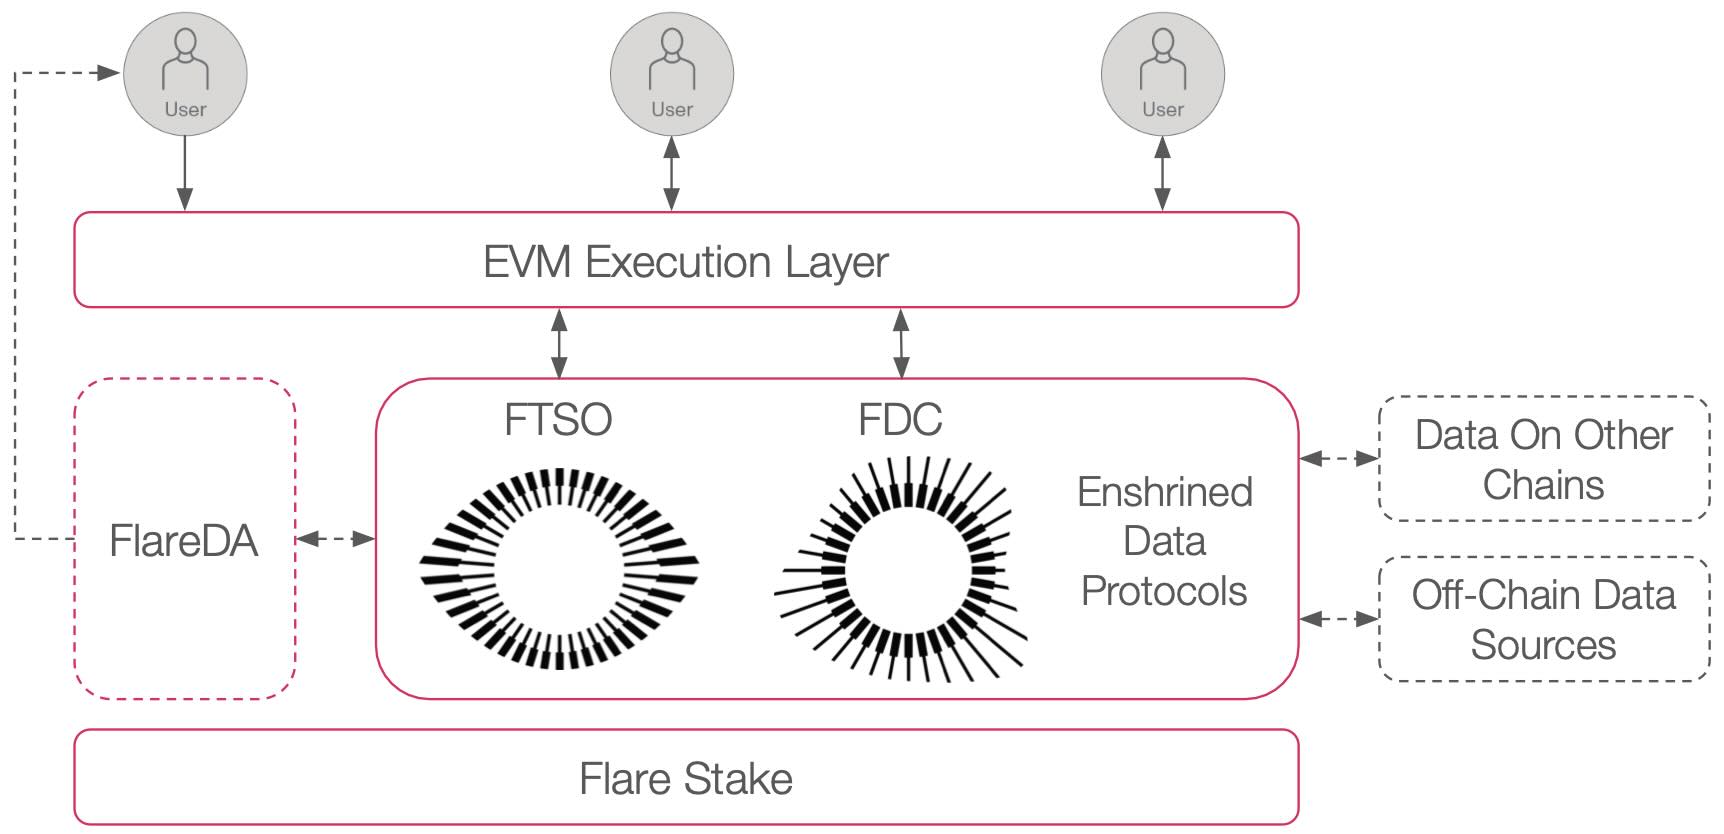 User
User
User
EVM Execution Layer
FTSO
FDC
FlareDA
Enshrined
Data
Protocols
Data On Other
Chains
Off-Chain Data
Sources
Flare Stake